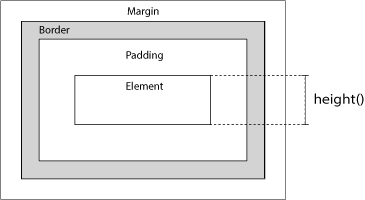 Margin
Border
Padding
Element
height()